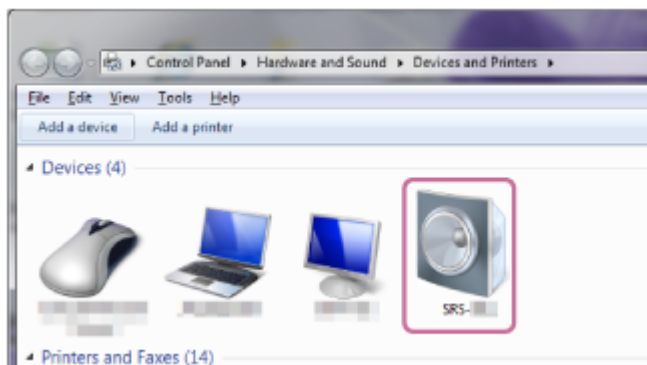 Control Panel ▸ Hardware and Sound ▸ Devices and Printers ▸
File Edit View Tools Help
Add a device Add a printer
Devices (4)
SRS-
Printers and Faxes (14)